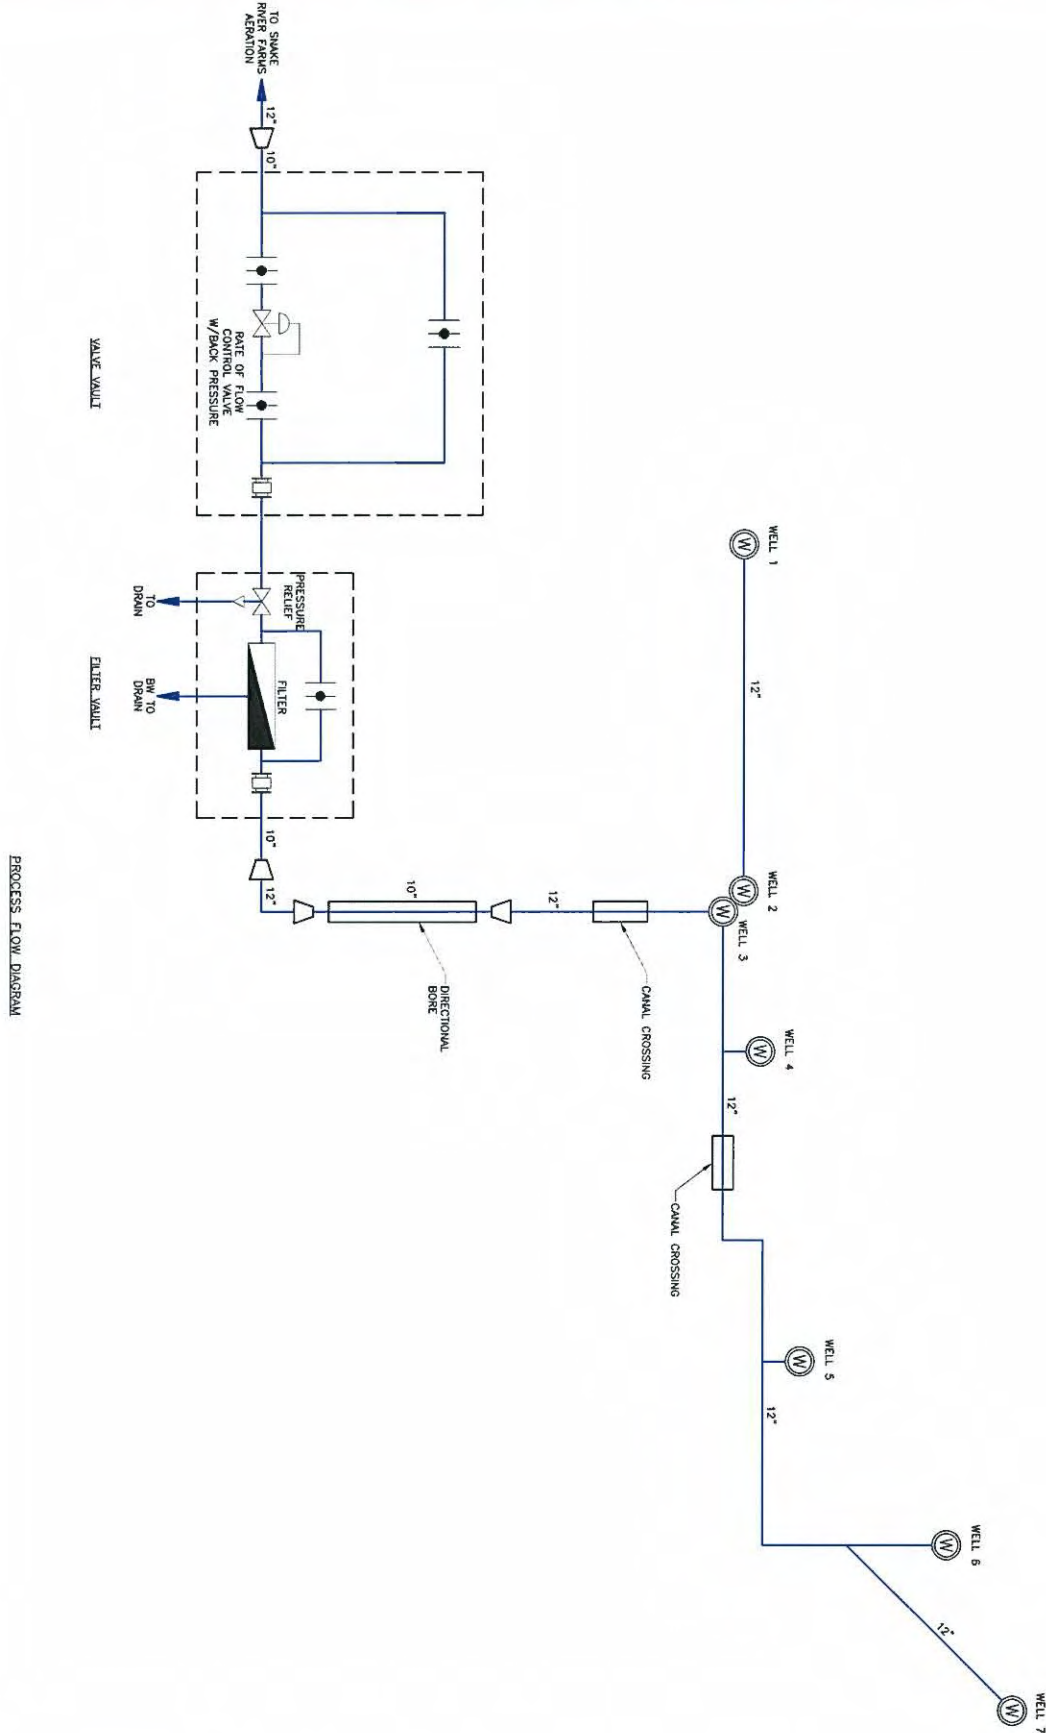 TO SNAKE
RIVER FARMS
AERATION
12"
10"
RATE OF FLOW
CONTROL VALVE
W/BACK PRESSURE
VALVE VAULT
PRESSURE
RELIEF
TO
DRAIN
FILTER
BW TO
DRAIN
FILTER VAULT
10"
12"
10"
DIRECTIONAL
BORE
12"
CANAL CROSSING
WELL 1
W
12"
WELL 2
W
WELL 3
W
WELL 4
W
12"
CANAL CROSSING
WELL 5
W
12"
WELL 6
W
12"
WELL 7
W
PROCESS FLOW DIAGRAM